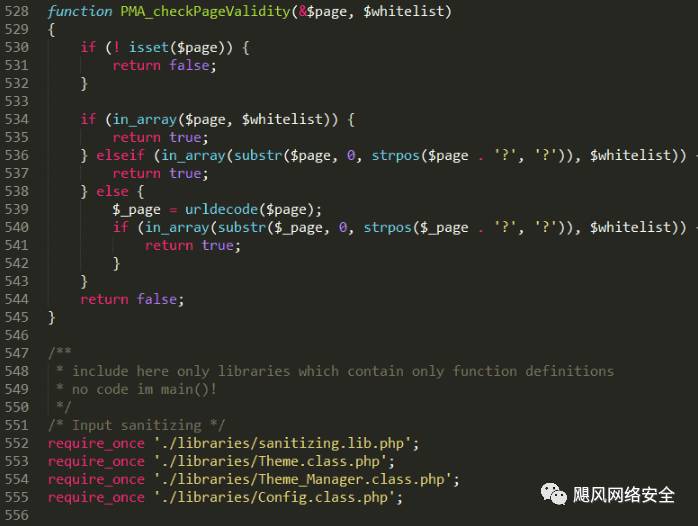 528 function PMA_checkPageValidity(&$page, $whitelist)
529 {
530     if (! isset($page)) {
531         return false;
532     }
533
534     if (in_array($page, $whitelist)) {
535         return true;
536     } elseif (in_array(substr($page, 0, strpos($page . '?', '?')), $whitelist)) {
537         return true;
538     } else {
539         $_page = urldecode($page);
540         if (in_array(substr($_page, 0, strpos($_page . '?', '?')), $whitelist)) {
541             return true;
542         }
543     }
544     return false;
545 }
546
547 /**
548  * include here only libraries which contain only function definitions
549  * no code im main()!
550  */
551 /* Input sanitizing */
552 require_once './libraries/sanitizing.lib.php';
553 require_once './libraries/Theme.class.php';
554 require_once './libraries/Theme_Manager.class.php';
555 require_once './libraries/Config.class.php';
556
飓风网络安全